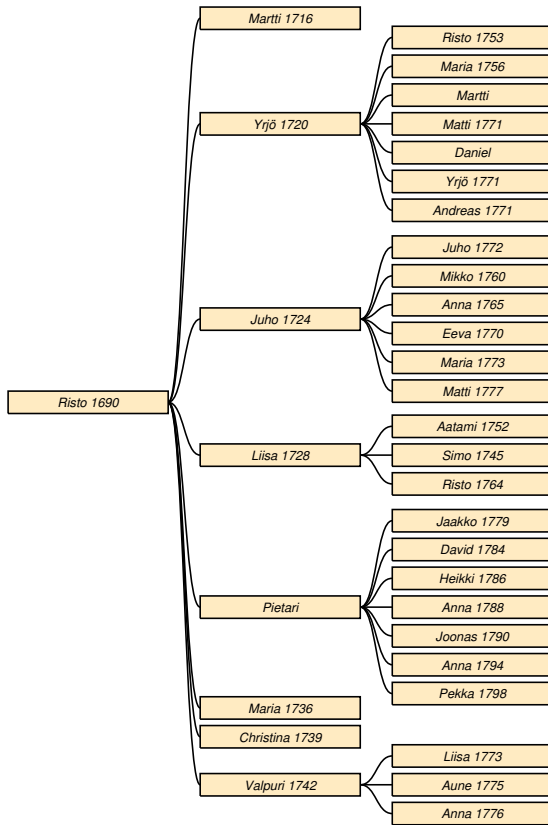 Risto 1690
Martti 1716
Yrjö 1720
Risto 1753
Maria 1756
Martti
Matti 1771
Daniel
Yrjö 1771
Andreas 1771
Juho 1724
Juho 1772
Mikko 1760
Anna 1765
Eeva 1770
Maria 1773
Matti 1777
Liisa 1728
Aatami 1752
Simo 1745
Risto 1764
Pietari
Jaakko 1779
David 1784
Heikki 1786
Anna 1788
Joonas 1790
Anna 1794
Pekka 1798
Maria 1736
Christina 1739
Valpuri 1742
Liisa 1773
Aune 1775
Anna 1776